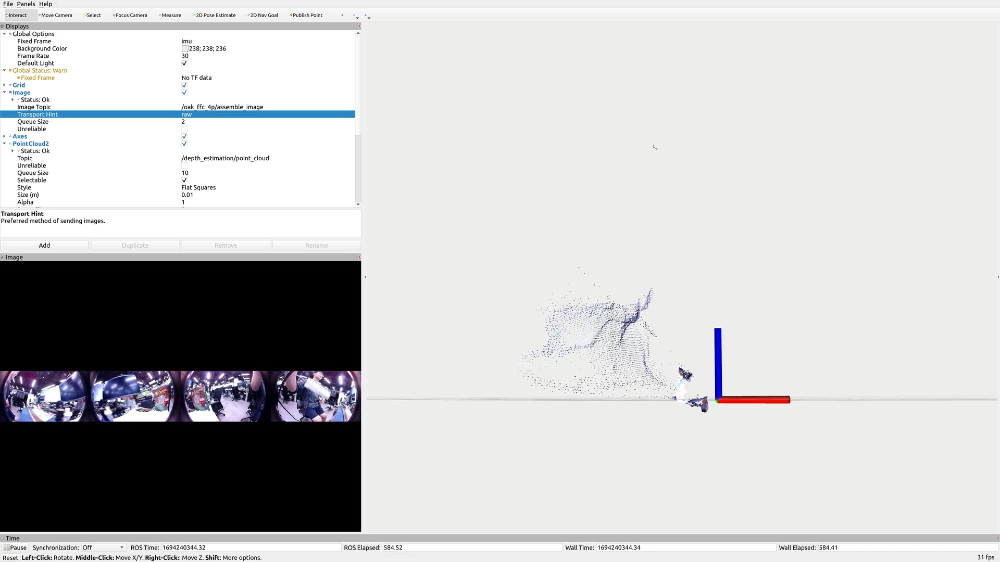 File Panels Help
Interact Move Camera Select Focus Camera Measure 2D Pose Estimate 2D Nav Goal Publish Point
Displays
Global Options
Fixed Frame imu
Background Color 238; 238; 236
Frame Rate 30
Default Light
Global Status: Warn
Fixed Frame No TF data
Grid
Image
Status: Ok
Image Topic /oak_ffc_4p/assemble_image
Transport Hint raw
Queue Size 2
Unreliable
Axes
PointCloud2
Status: Ok
Topic /depth_estimation/point_cloud
Unreliable
Queue Size 10
Selectable
Style Flat Squares
Size (m) 0.01
Alpha 1
Transport Hint
Preferred method of sending images.
Add Duplicate Remove Rename
Image
Time
Pause Synchronization: Off ROS Time: 1694240344.32 ROS Elapsed: 584.52 Wall Time: 1694240344.34 Wall Elapsed: 584.41
Reset Left-Click: Rotate. Middle-Click: Move X/Y. Right-Click:: Move Z. Shift: More options. 31 fps